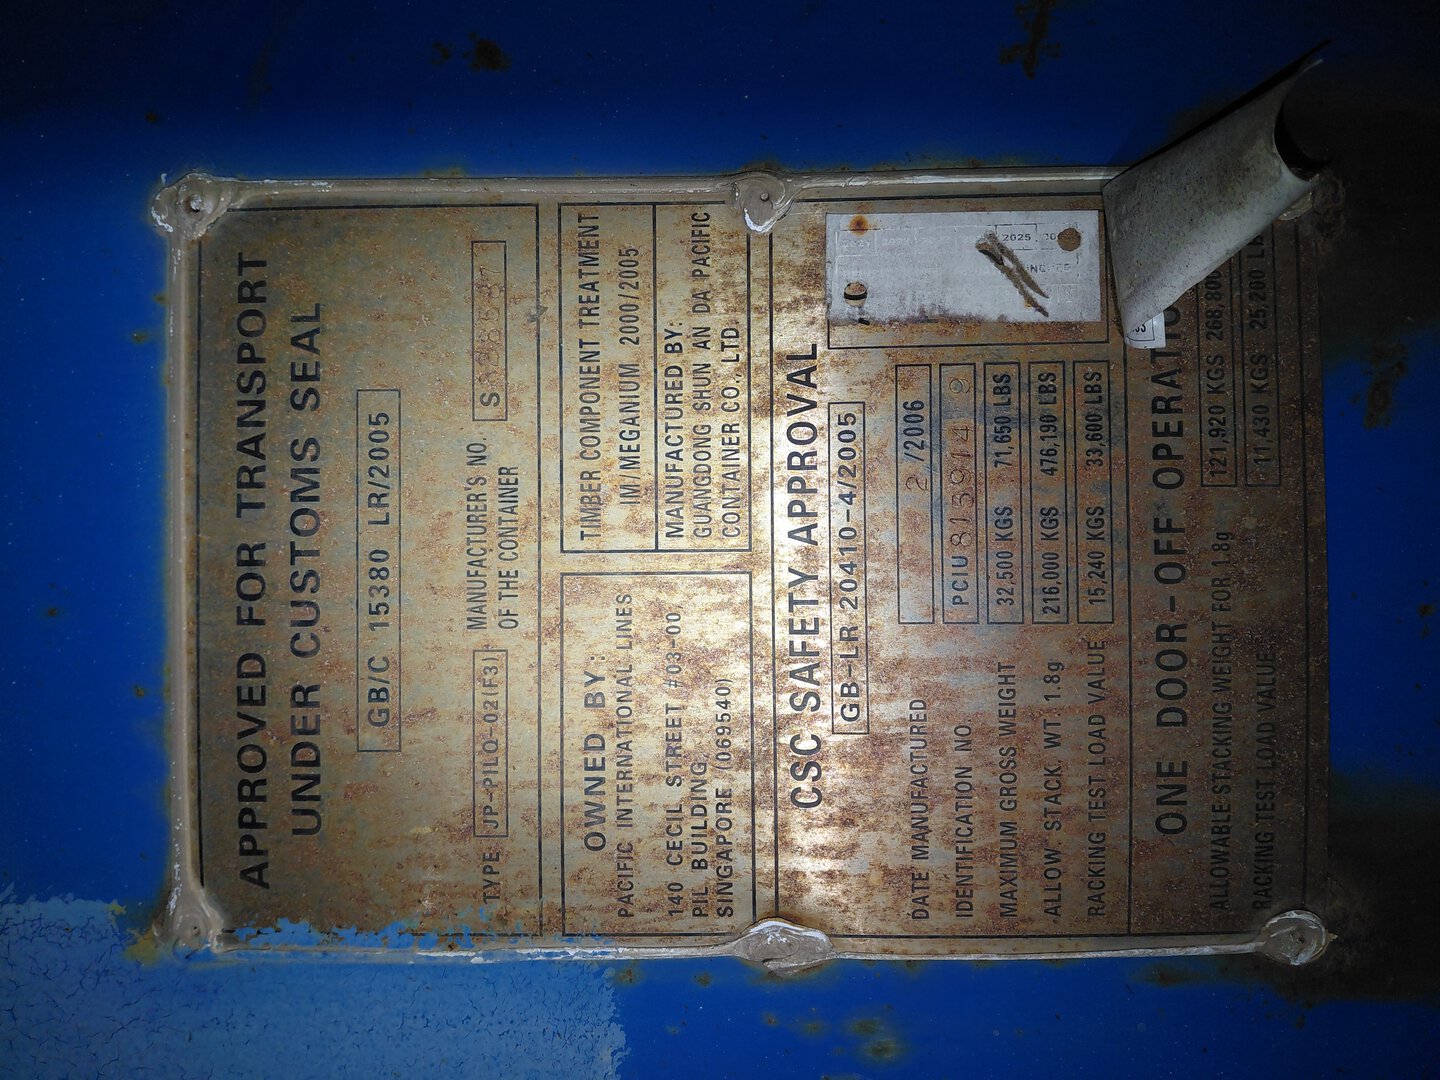 APPROVED FOR TRANSPORT
UNDER CUSTOMS SEAL
GB/C 15380 LR/2005
TYPE JP-PILQ-02(F3)
MANUFACTURER'S NO.
OF THE CONTAINER
S
OWNED BY :
PACIFIC INTERNATIONAL LINES
140 CECIL STREET #03-00,
PIL BUILDING,
SINGAPORE (069540)
TIMBER COMPONENT TREATMENT
IM/MEGANIUM 2000/2005
MANUFACTURED BY:
GUANGDONG SHUN AN DA PACIFIC
CONTAINER CO., LTD.
CSC SAFETY APPROVAL
GB-LR 20410-4/2005
2025
DATE MANUFACTURED 2 /2006
IDENTIFICATION NO PCIU 813914 9
MAXIMUM GROSS WEIGHT 32,500 KGS 71,650 LBS
ALLOW. STACK. WT 1.8g 216,000 KGS 476,190 LBS
RACKING TEST LOAD VALUE 15,240 KGS 33,600 LBS
ONE DOOR-OFF OPERATIO
ALLOWABLE STACKING WEIGHT FOR 1.8g 121,920 KGS 268,80
RACKING TEST LOAD VALUE 11,430 KGS 25,200 L